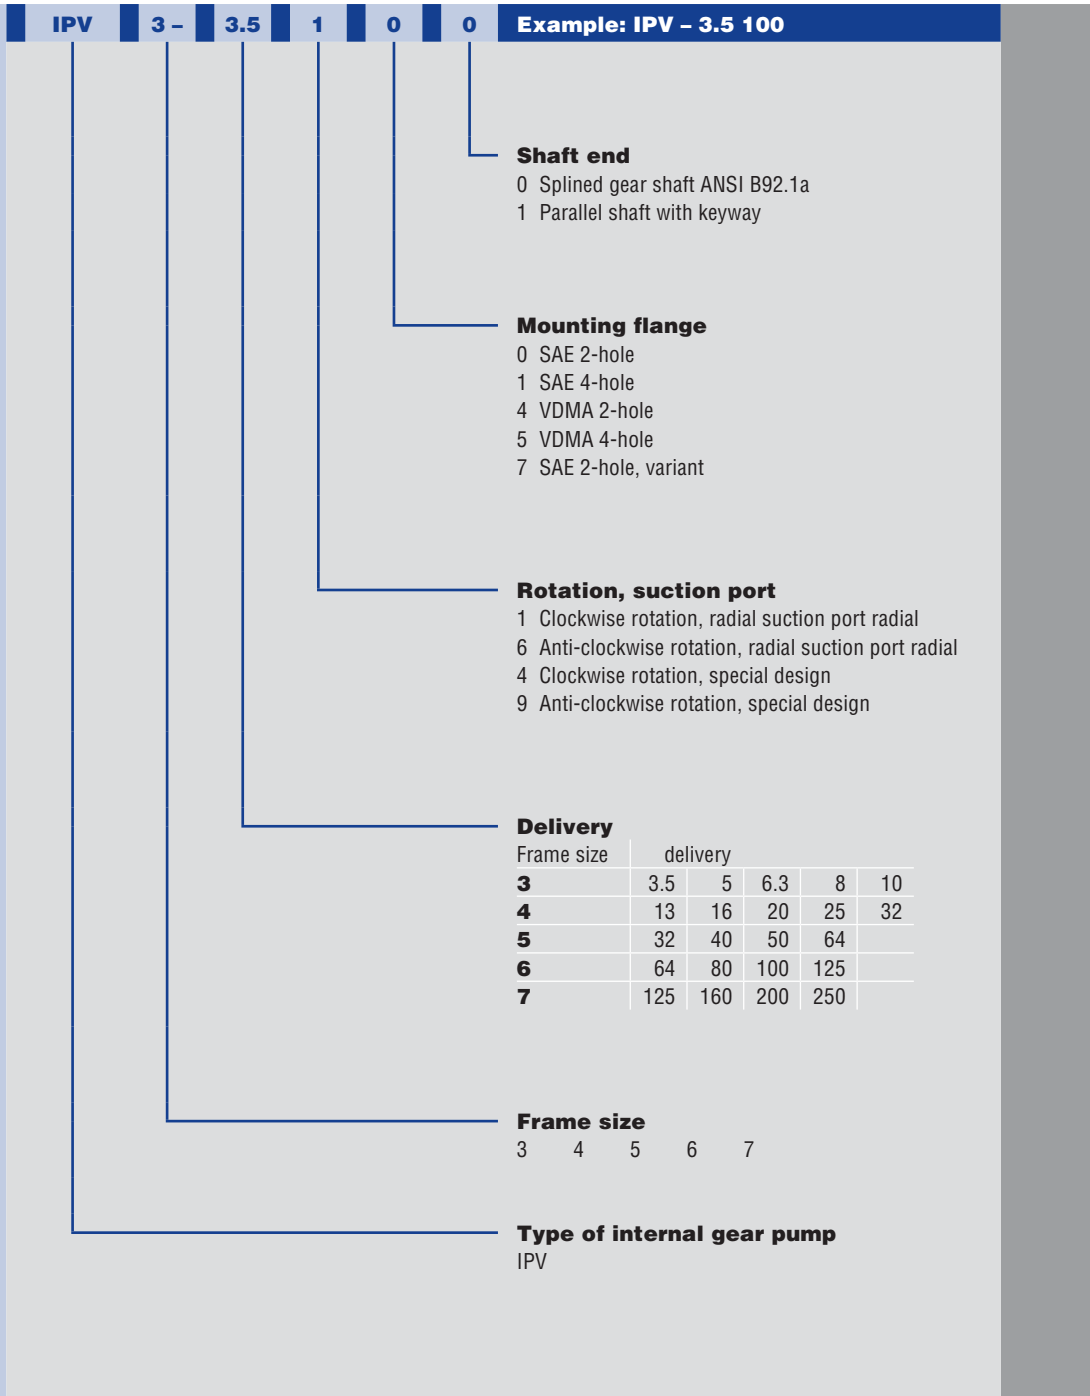 IPV 3 – 3.5 1 0 0 Example: IPV – 3.5 100
Shaft end
0 Splined gear shaft ANSI B92.1a
1 Parallel shaft with keyway
Mounting flange
0 SAE 2-hole
1 SAE 4-hole
4 VDMA 2-hole
5 VDMA 4-hole
7 SAE 2-hole, variant
Rotation, suction port
1 Clockwise rotation, radial suction port radial
6 Anti-clockwise rotation, radial suction port radial
4 Clockwise rotation, special design
9 Anti-clockwise rotation, special design
Delivery
Frame size delivery
3 3.5 5 6.3 8 10
4 13 16 20 25 32
5 32 40 50 64
6 64 80 100 125
7 125 160 200 250
Frame size
3 4 5 6 7
Type of internal gear pump
IPV